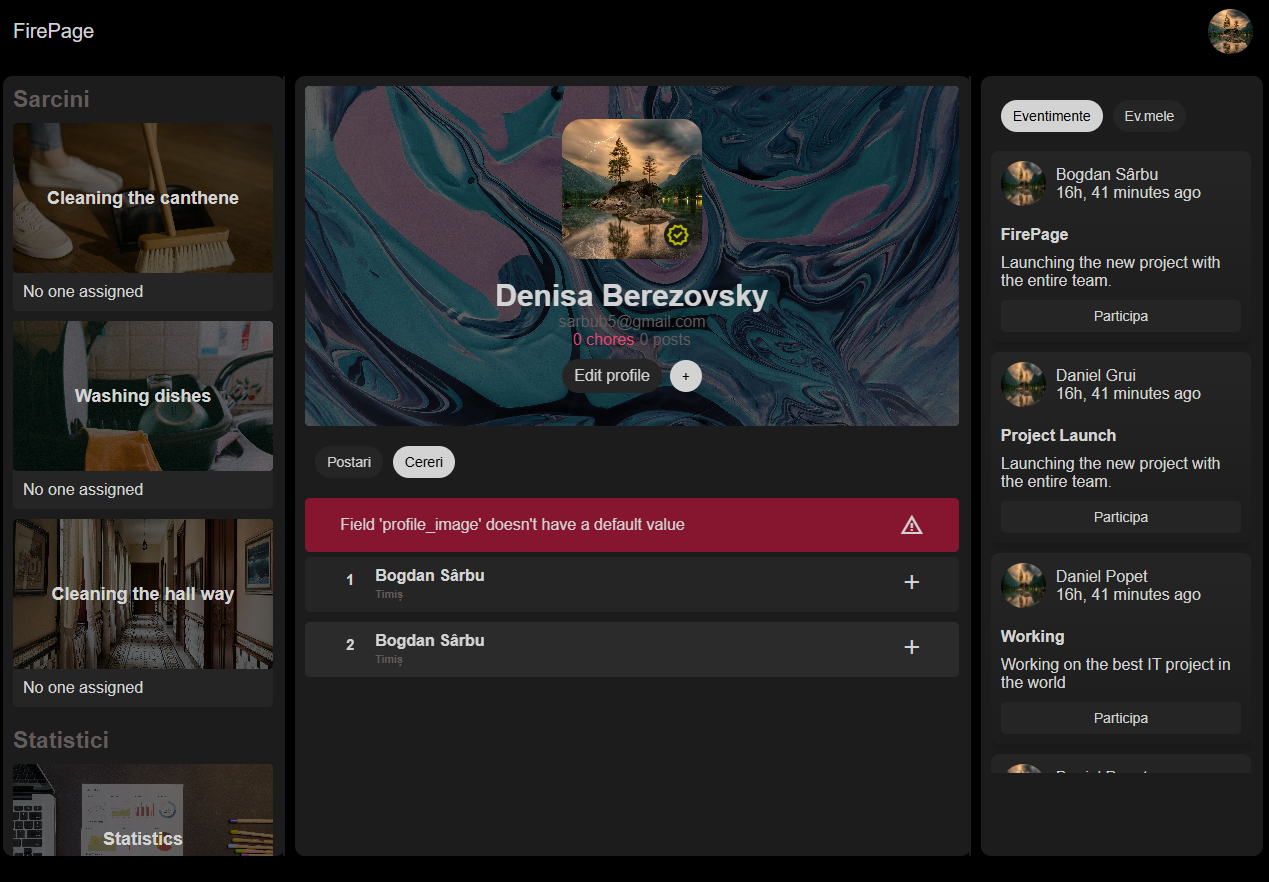 FirePage
Sarcini
Cleaning the canthene
No one assigned
Washing dishes
No one assigned
Cleaning the hall way
No one assigned
Statistici
Statistics
Denisa Berezovsky
sarbub5@gmail.com
0 chores 0 posts
Edit profile +
Postari Cereri
Field 'profile_image' doesn't have a default value
1 Bogdan Sârbu +
Timiș
2 Bogdan Sârbu +
Timiș
Eventimente Ev.mele
Bogdan Sârbu
16h, 41 minutes ago
FirePage
Launching the new project with
the entire team.
Participa
Daniel Grui
16h, 41 minutes ago
Project Launch
Launching the new project with
the entire team.
Participa
Daniel Popet
16h, 41 minutes ago
Working
Working on the best IT project in
the world
Participa